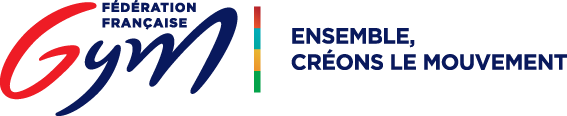 FÉDÉRATION
FRANÇAISE
Gym
ENSEMBLE,
CRÉONS LE MOUVEMENT